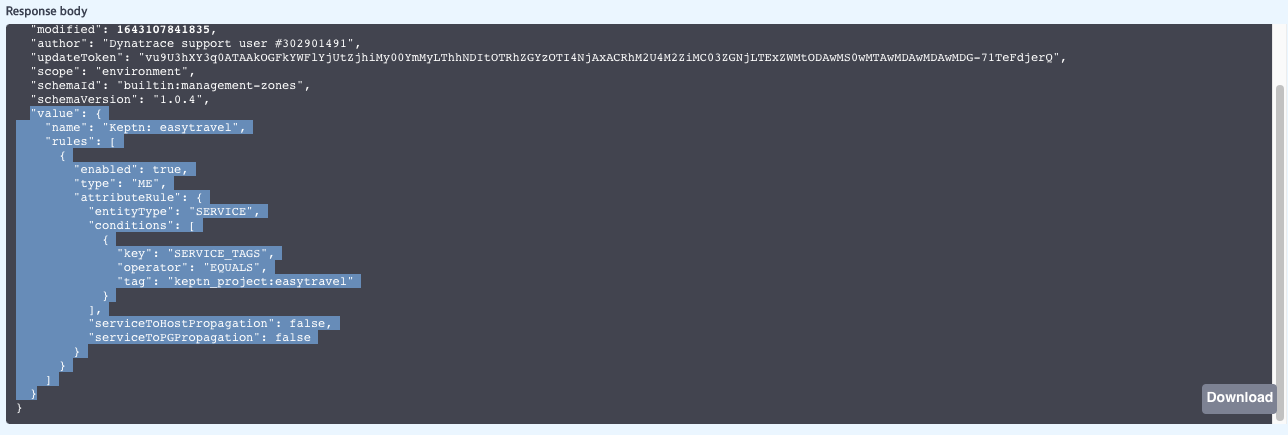 Response body
"modified": 1643107841835,
"author": "Dynatrace support user #302901491",
"updateToken": "vu9U3hXY3q0ATAAkOGFkYWFlYjUtZjhiMy00YmMyLThhNDItOTRhZGYzOTI4NjAxACRhM2U4M2ZiMC03ZGNjLTExZWMtODAwMS0wMTAwMDAwMDAwMDG-71TeFdjerQ",
"scope": "environment",
"schemaId": "builtin:management-zones",
"schemaVersion": "1.0.4",
"value": {
"name": "Keptn: easytravel",
"rules": [
{
"enabled": true,
"type": "ME",
"attributeRule": {
"entityType": "SERVICE",
"conditions": [
{
"key": "SERVICE_TAGS",
"operator": "EQUALS",
"tag": "keptn_project:easytravel"
}
],
"serviceToHostPropagation": false,
"serviceToPGPropagation": false
}
}
]
}
}
Download